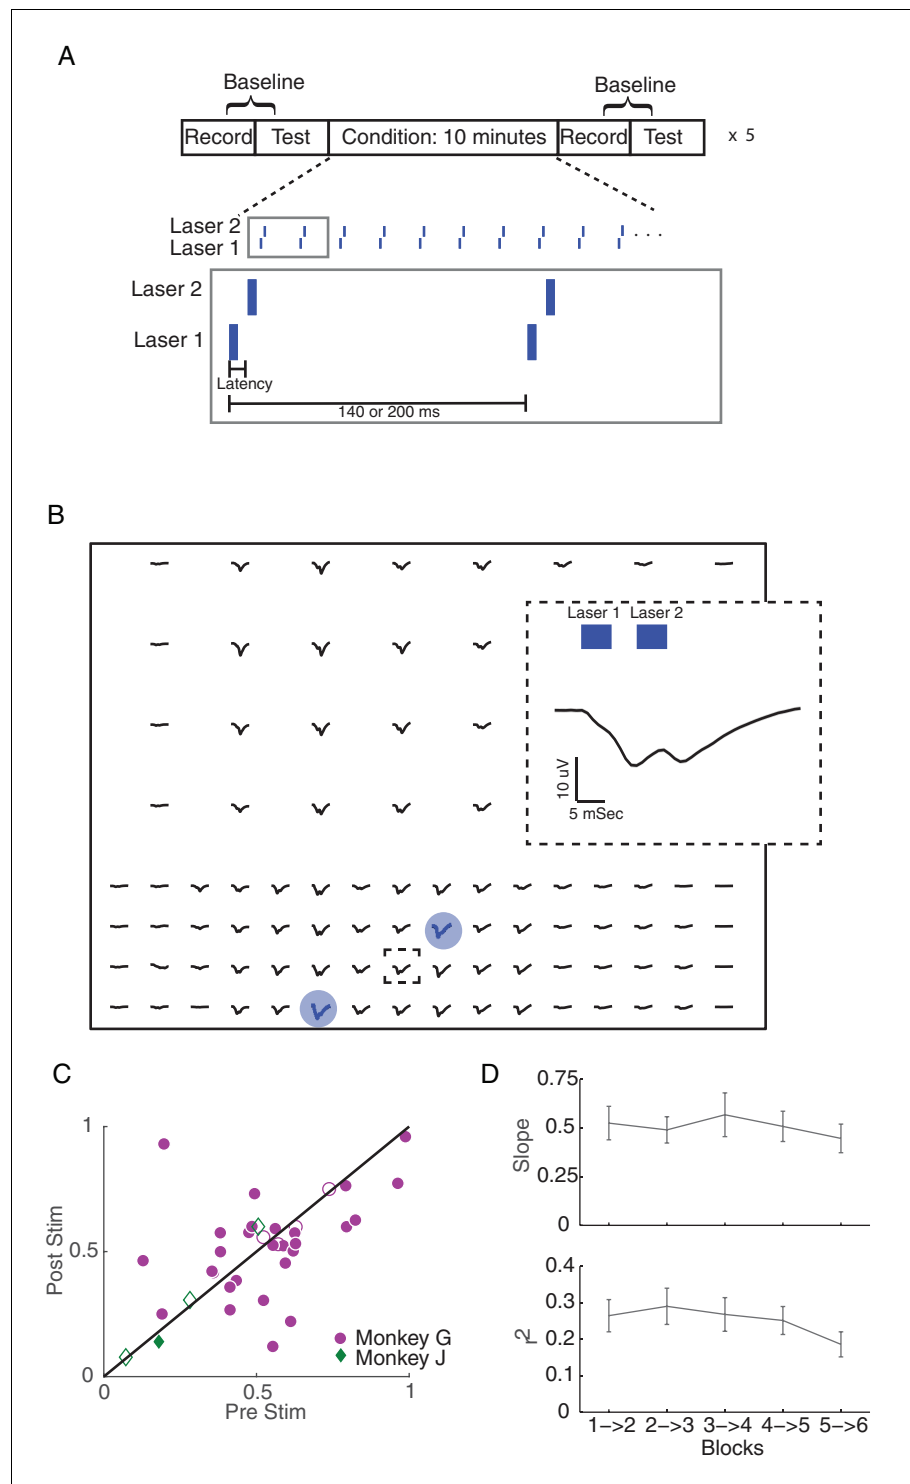 A
Baseline
Baseline
Record Test Condition: 10 minutes Record Test x 5
Laser 2
Laser 1
. . .
Laser 2
Laser 1
Latency
140 or 200 ms
B
Laser 1 Laser 2
10 uV
5 mSec
C
1
0.5
0
Post Stim
0 0.5 1
Pre Stim
Monkey G
Monkey J
D
0.75
0.5
0.25
0
Slope
0.4
0.3
0.2
0.1
0
r2
1->2 2->3 3->4 4->5 5->6
Blocks